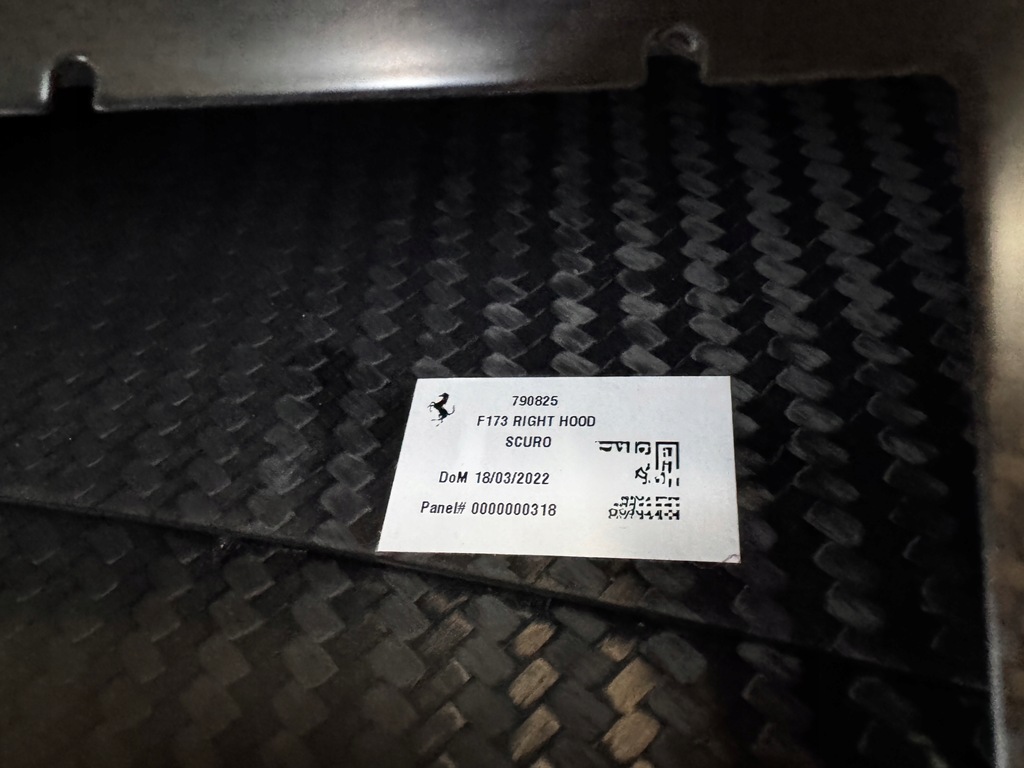 790825
F173 RIGHT HOOD
SCURO
DoM 18/03/2022
Panel# 0000000318